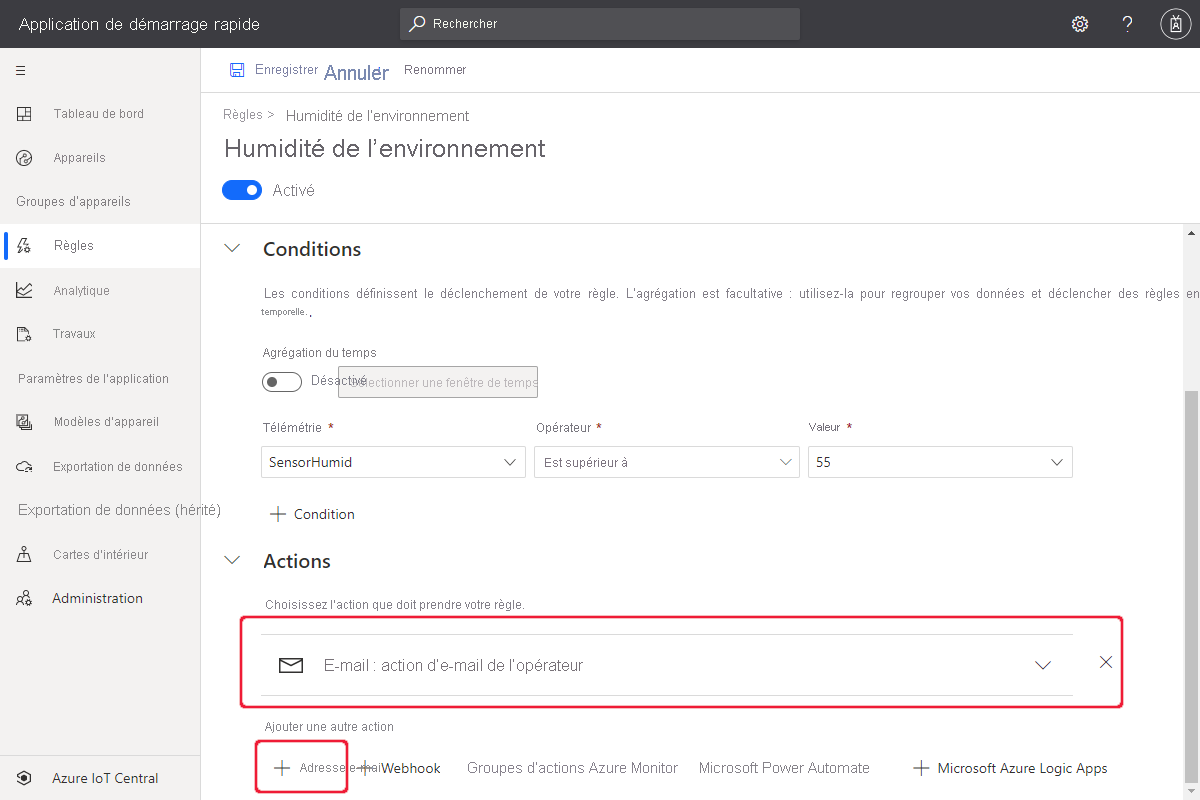 Application de démarrage rapide
Rechercher
?
Enregistrer Annuler Renommer
Tableau de bord
Appareils
Groupes d'appareils
Règles
Analytique
Travaux
Paramètres de l'application
Modèles d'appareil
Exportation de données
Exportation de données (hérité)
Cartes d'intérieur
Administration
Azure IoT Central
Règles > Humidité de l'environnement
Humidité de l’environnement
Activé
Conditions
Les conditions définissent le déclenchement de votre règle. L'agrégation est facultative : utilisez-la pour regrouper vos données et déclencher des règles en
temporelle. .
Agrégation du temps
Désactivé Sélectionner une fenêtre de temps
Télémétrie * Opérateur * Valeur *
SensorHumid Est supérieur à 55
+ Condition
Actions
Choisissez l'action que doit prendre votre règle.
E-mail : action d'e-mail de l'opérateur
Ajouter une autre action
+ Adresse e-mail + Webhook Groupes d'actions Azure Monitor Microsoft Power Automate + Microsoft Azure Logic Apps